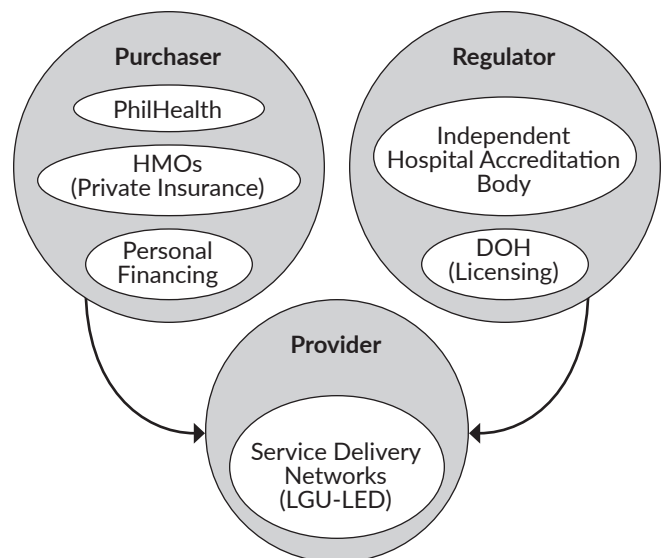 Purchaser
PhilHealth
HMOs
(Private Insurance)
Personal
Financing
Regulator
Independent
Hospital Accreditation
Body
DOH
(Licensing)
Provider
Service Delivery
Networks
(LGU-LED)